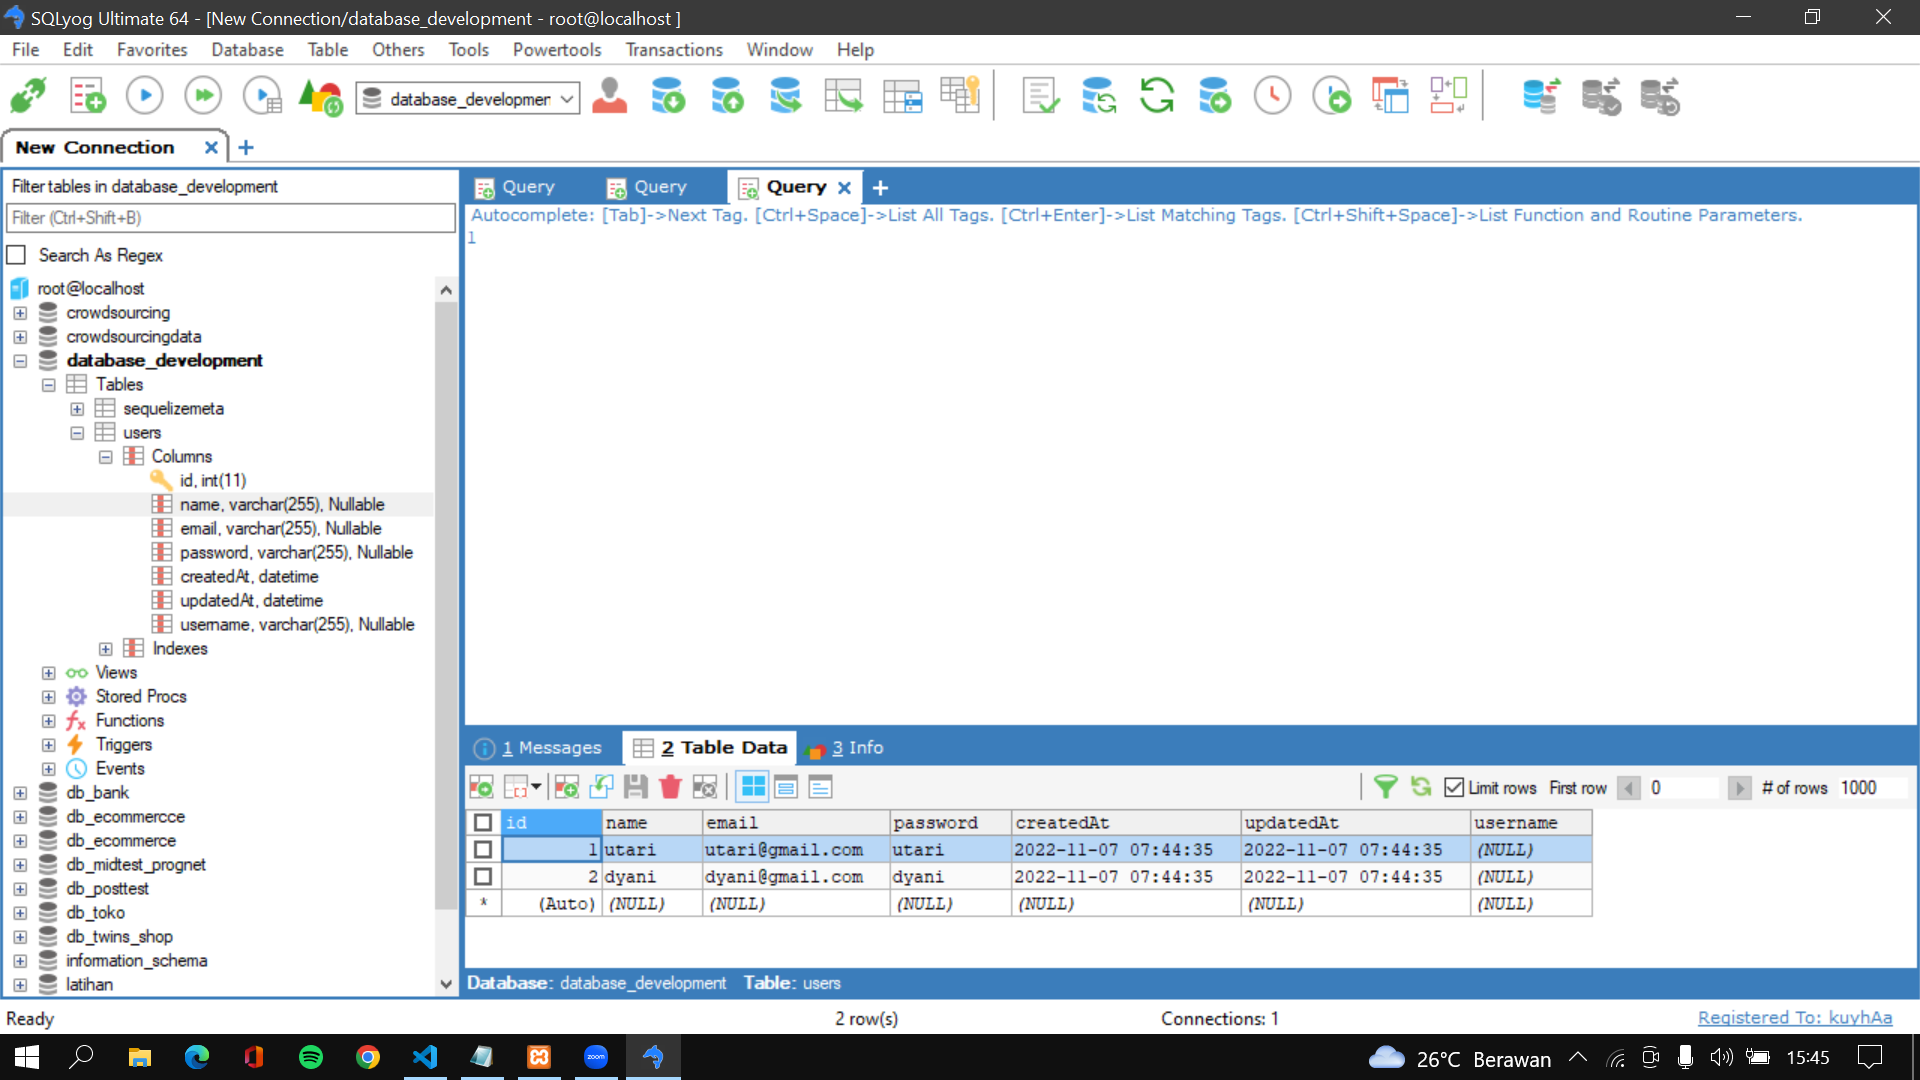 SQLyog Ultimate 64 - [New Connection/database_development - root@localhost ]
File Edit Favorites Database Table Others Tools Powertools Transactions Window Help
database_developmer
New Connection
Filter tables in database_development
Filter (Ctrl+Shift+B)
Search As Regex
root@localhost
crowdsourcing
crowdsourcingdata
database_development
Tables
sequelizemeta
users
Columns
id, int(11)
name, varchar(255), Nullable
email, varchar(255), Nullable
password, varchar(255), Nullable
createdAt, datetime
updatedAt, datetime
username, varchar(255), Nullable
Indexes
Views
Stored Procs
Functions
Triggers
Events
db_bank
db_ecommercce
db_ecommerce
db_midtest_prognet
db_posttest
db_toko
db_twins_shop
information_schema
latihan
Query Query Query
Autocomplete: [Tab]->Next Tag. [Ctrl+Space]->List All Tags. [Ctrl+Enter]->List Matching Tags. [Ctrl+Shift+Space]->List Function and Routine Parameters.
1
1 Messages 2 Table Data 3 Info
Limit rows First row 0 # of rows 1000
id name email password createdAt updatedAt username
1 utari utari@gmail.com utari 2022-11-07 07:44:35 2022-11-07 07:44:35 (NULL)
2 dyani dyani@gmail.com dyani 2022-11-07 07:44:35 2022-11-07 07:44:35 (NULL)
* (Auto) (NULL) (NULL) (NULL) (NULL) (NULL) (NULL)
Database: database_development Table: users
Ready 2 row(s) Connections: 1 Registered To: kuyhAa
zoom 26°C Berawan 15:45